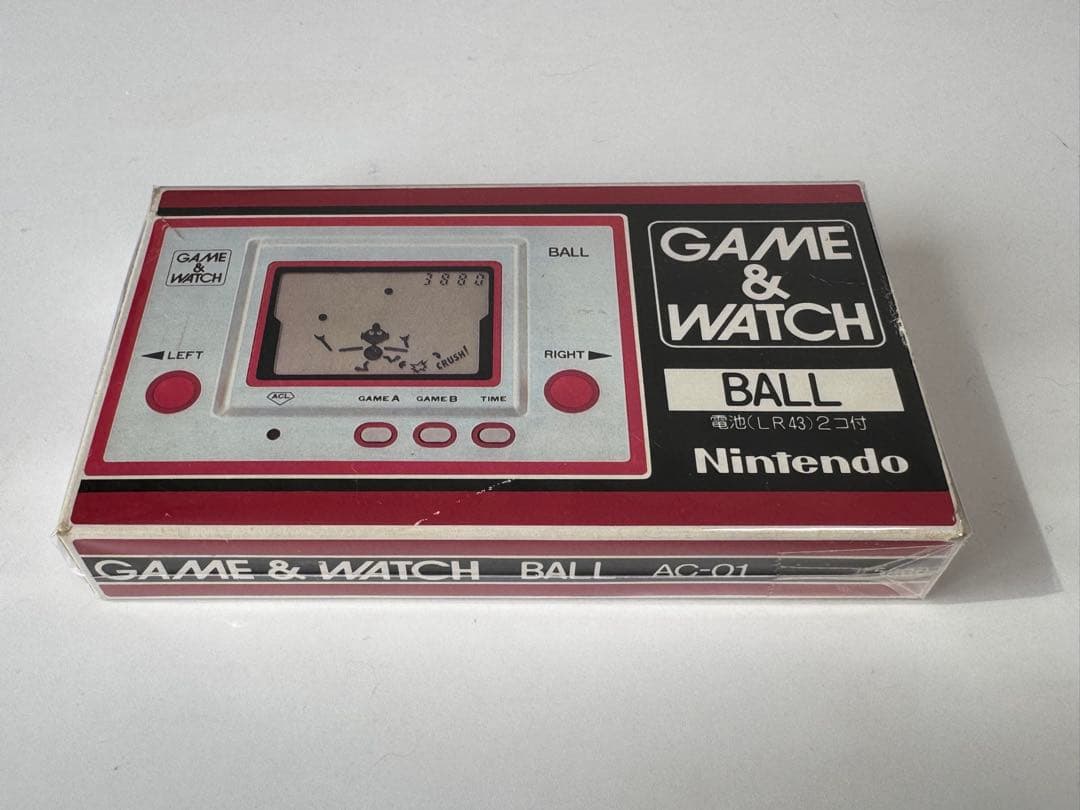 GAME
&
WATCH
BALL
3880
CRUSH!
LEFT
RIGHT
ACL
GAME A
GAME B
TIME
GAME
&
WATCH
BALL
電池(LR43)2コ付
Nintendo
GAME & WATCH BALL AC-01